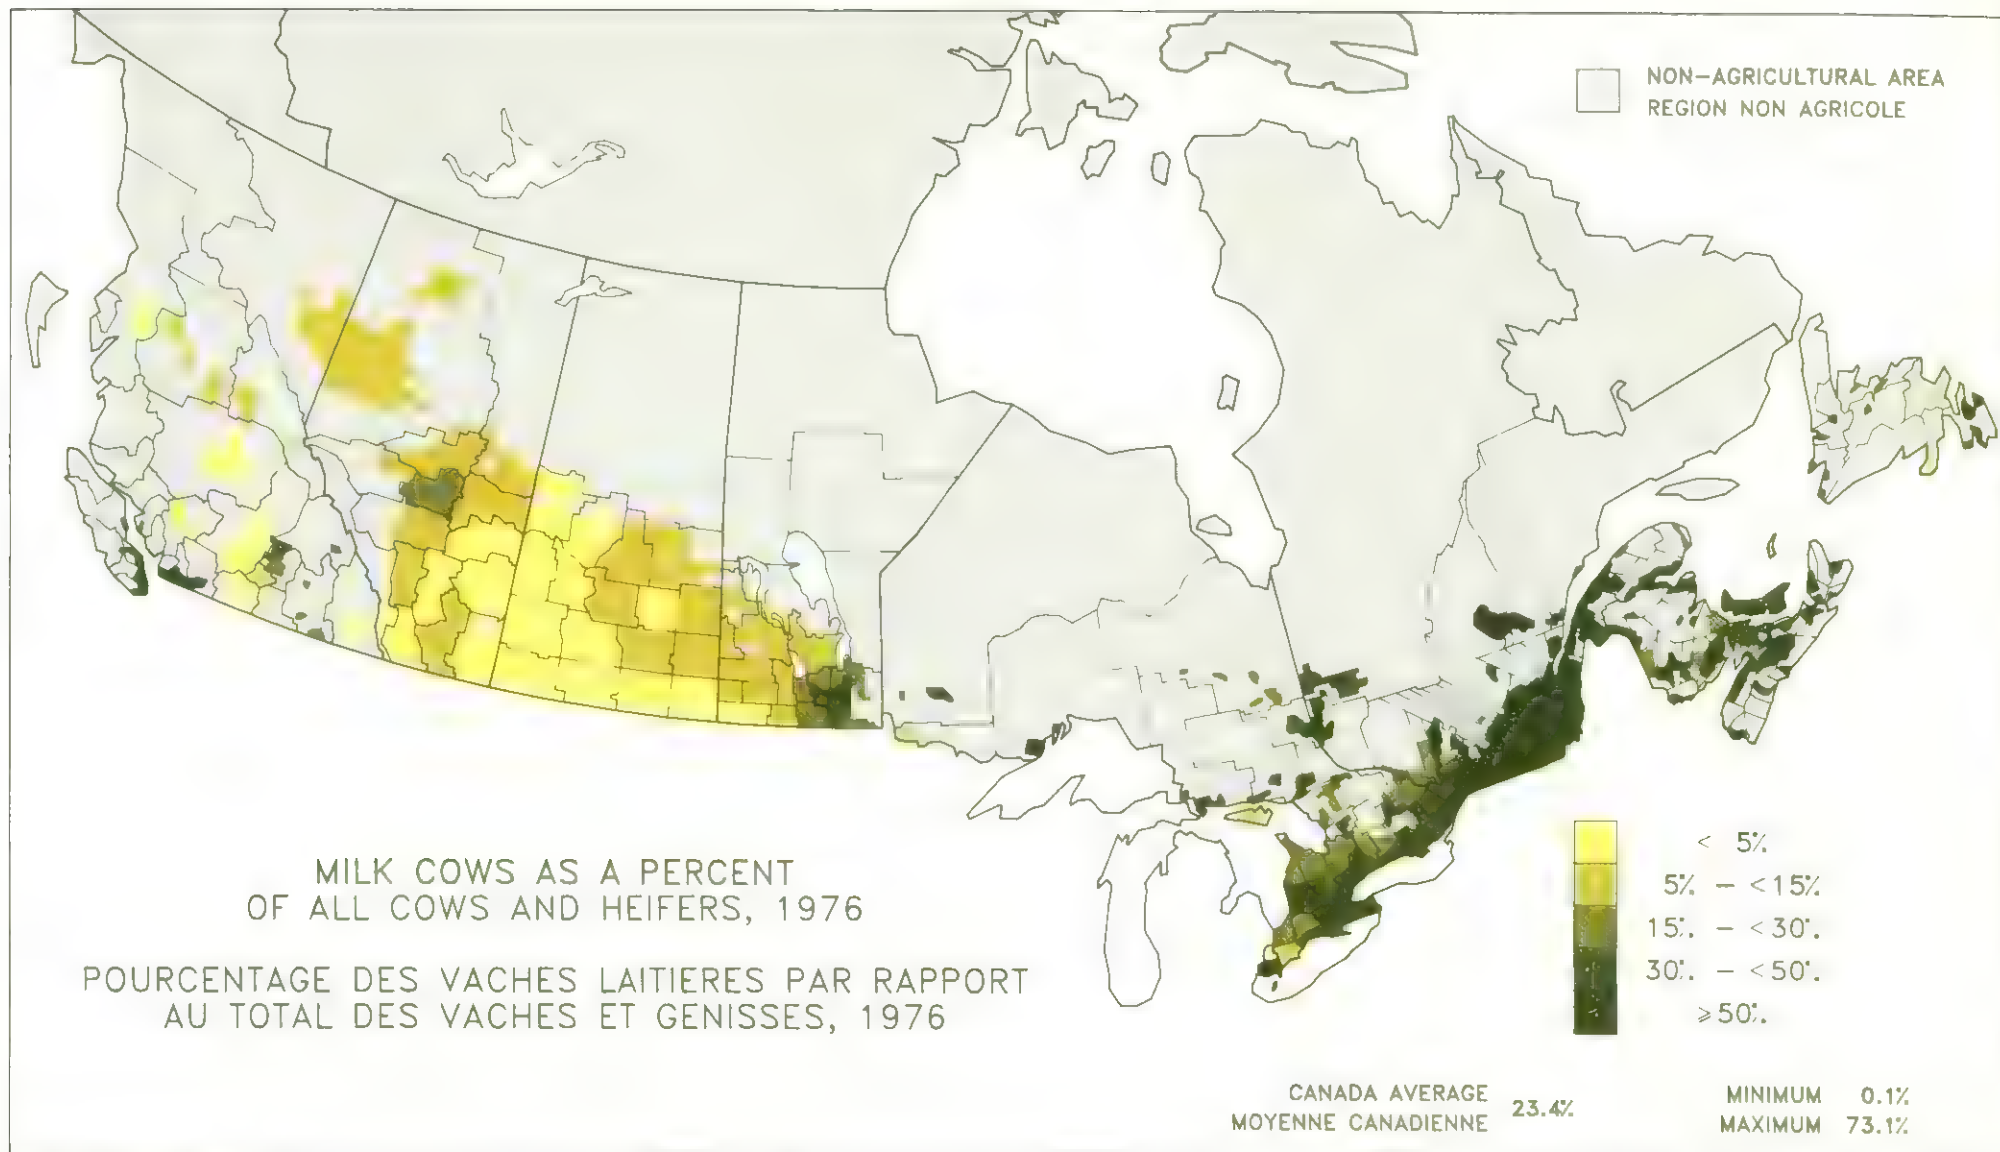 NON-AGRICULTURAL AREA
REGION NON AGRICOLE
MILK COWS AS A PERCENT
OF ALL COWS AND HEIFERS, 1976
POURCENTAGE DES VACHES LAITIERES PAR RAPPORT
AU TOTAL DES VACHES ET GENISSES, 1976
< 5%
5% - <15%
15% - <30%
30% - <50%
≥50%
CANADA AVERAGE
MOYENNE CANADIENNE
23.4%
MINIMUM 0.1%
MAXIMUM 73.1%